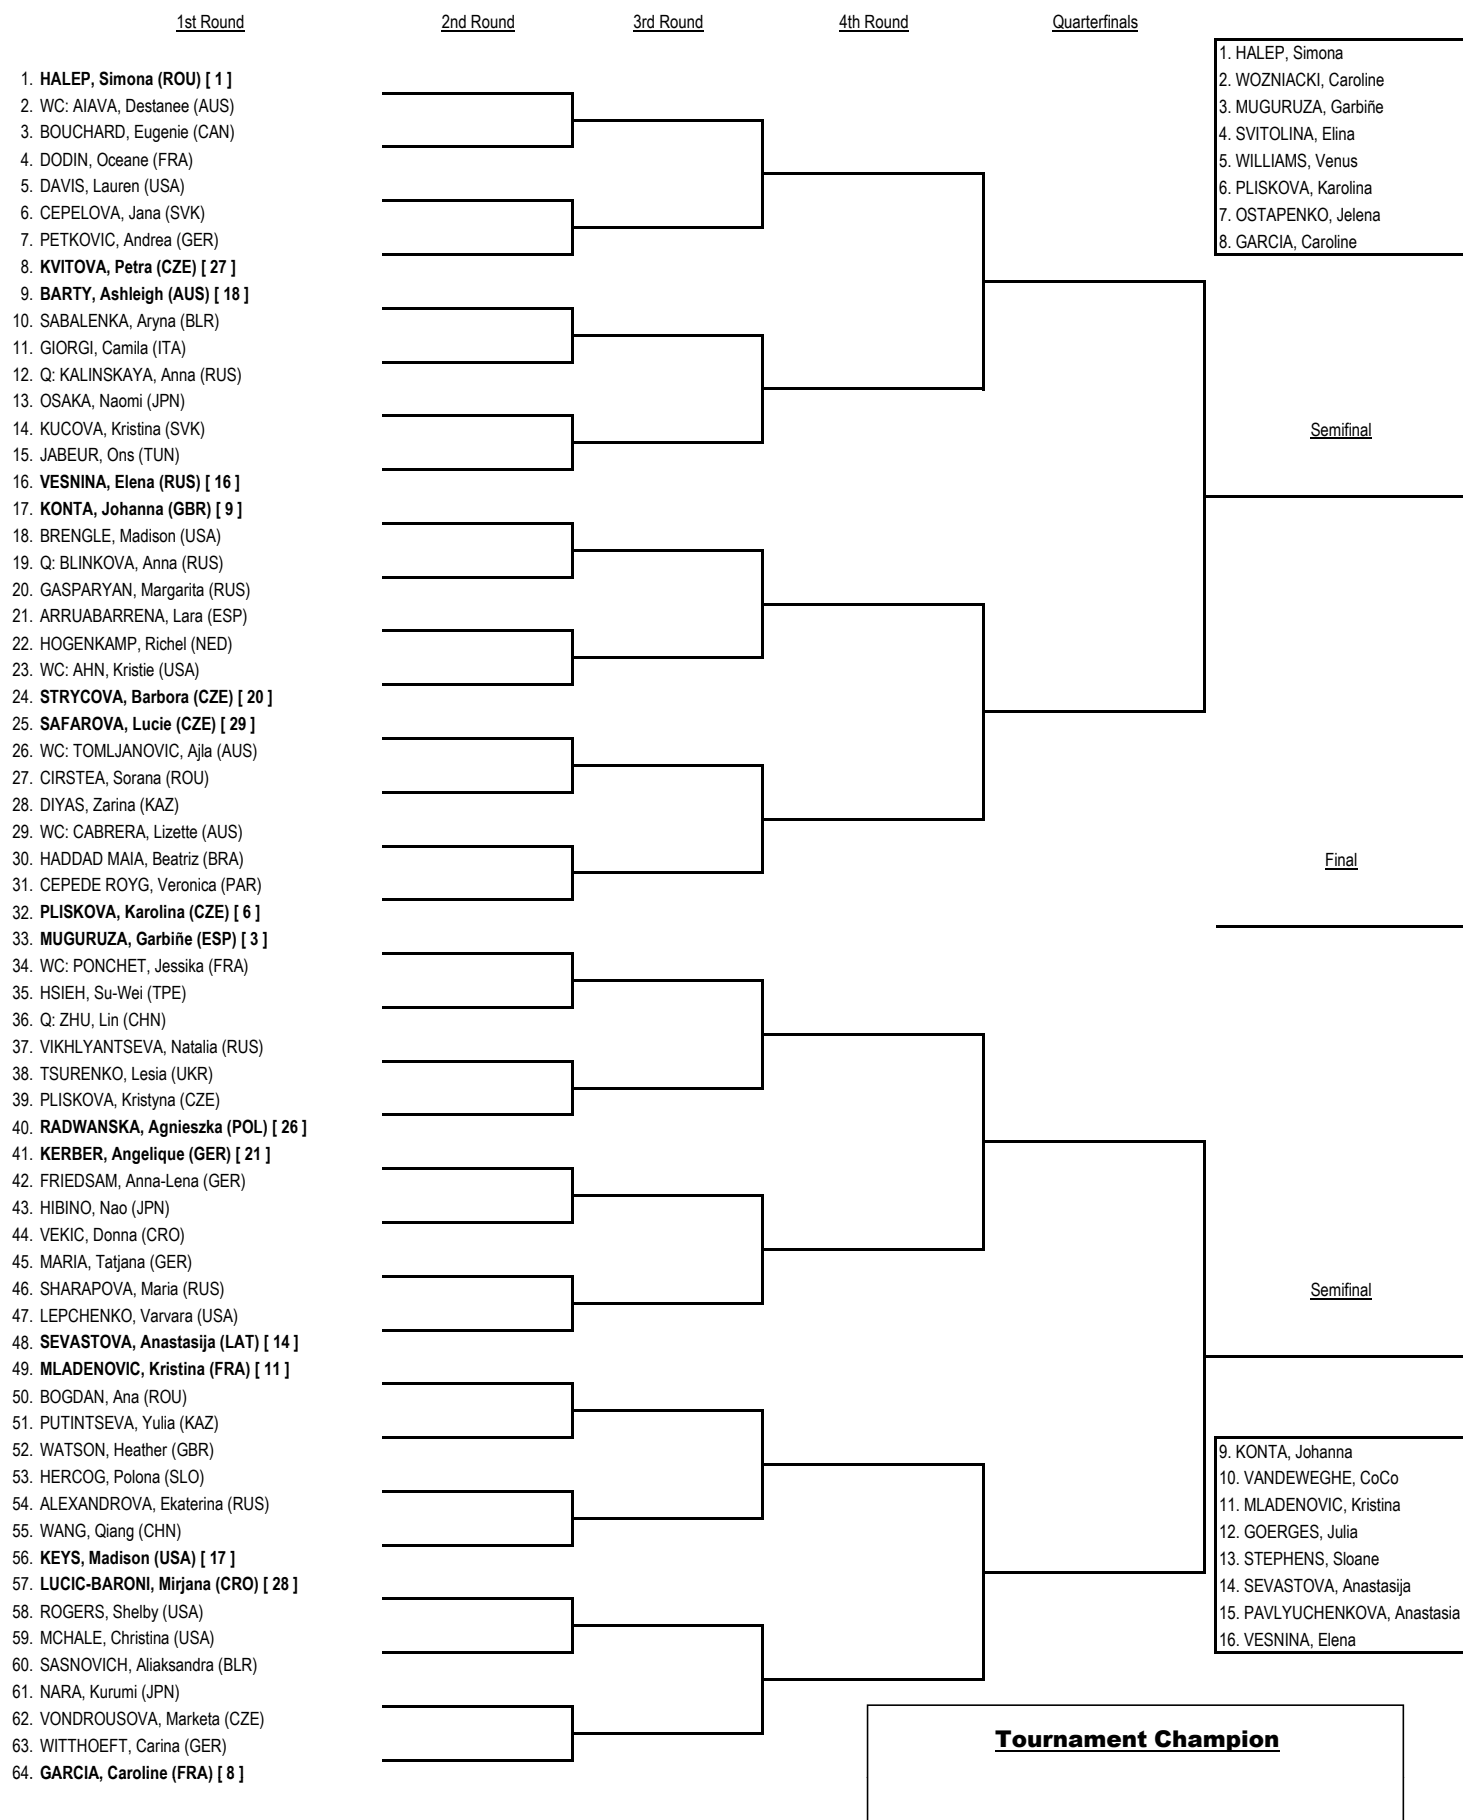 1st Round 2nd Round 3rd Round 4th Round Quarterfinals
1. HALEP, Simona
2. WOZNIACKI, Caroline
3. MUGURUZA, Garbiñe
4. SVITOLINA, Elina
5. WILLIAMS, Venus
6. PLISKOVA, Karolina
7. OSTAPENKO, Jelena
8. GARCIA, Caroline
1. HALEP, Simona (ROU) [ 1 ]
2. WC: AIAVA, Destanee (AUS)
3. BOUCHARD, Eugenie (CAN)
4. DODIN, Oceane (FRA)
5. DAVIS, Lauren (USA)
6. CEPELOVA, Jana (SVK)
7. PETKOVIC, Andrea (GER)
8. KVITOVA, Petra (CZE) [ 27 ]
9. BARTY, Ashleigh (AUS) [ 18 ]
10. SABALENKA, Aryna (BLR)
11. GIORGI, Camila (ITA)
12. Q: KALINSKAYA, Anna (RUS)
13. OSAKA, Naomi (JPN)
14. KUCOVA, Kristina (SVK)
Semifinal
15. JABEUR, Ons (TUN)
16. VESNINA, Elena (RUS) [ 16 ]
17. KONTA, Johanna (GBR) [ 9 ]
18. BRENGLE, Madison (USA)
19. Q: BLINKOVA, Anna (RUS)
20. GASPARYAN, Margarita (RUS)
21. ARRUABARRENA, Lara (ESP)
22. HOGENKAMP, Richel (NED)
23. WC: AHN, Kristie (USA)
24. STRYCOVA, Barbora (CZE) [ 20 ]
25. SAFAROVA, Lucie (CZE) [ 29 ]
26. WC: TOMLJANOVIC, Ajla (AUS)
27. CIRSTEA, Sorana (ROU)
28. DIYAS, Zarina (KAZ)
29. WC: CABRERA, Lizette (AUS)
30. HADDAD MAIA, Beatriz (BRA)
Final
31. CEPEDE ROYG, Veronica (PAR)
32. PLISKOVA, Karolina (CZE) [ 6 ]
33. MUGURUZA, Garbiñe (ESP) [ 3 ]
34. WC: PONCHET, Jessika (FRA)
35. HSIEH, Su-Wei (TPE)
36. Q: ZHU, Lin (CHN)
37. VIKHLYANTSEVA, Natalia (RUS)
38. TSURENKO, Lesia (UKR)
39. PLISKOVA, Kristyna (CZE)
40. RADWANSKA, Agnieszka (POL) [ 26 ]
41. KERBER, Angelique (GER) [ 21 ]
42. FRIEDSAM, Anna-Lena (GER)
43. HIBINO, Nao (JPN)
44. VEKIC, Donna (CRO)
45. MARIA, Tatjana (GER)
46. SHARAPOVA, Maria (RUS)
Semifinal
47. LEPCHENKO, Varvara (USA)
48. SEVASTOVA, Anastasija (LAT) [ 14 ]
49. MLADENOVIC, Kristina (FRA) [ 11 ]
50. BOGDAN, Ana (ROU)
51. PUTINTSEVA, Yulia (KAZ)
52. WATSON, Heather (GBR)
53. HERCOG, Polona (SLO)
54. ALEXANDROVA, Ekaterina (RUS)
55. WANG, Qiang (CHN)
56. KEYS, Madison (USA) [ 17 ]
57. LUCIC-BARONI, Mirjana (CRO) [ 28 ]
58. ROGERS, Shelby (USA)
59. MCHALE, Christina (USA)
60. SASNOVICH, Aliaksandra (BLR)
61. NARA, Kurumi (JPN)
62. VONDROUSOVA, Marketa (CZE)
63. WITTHOEFT, Carina (GER)
64. GARCIA, Caroline (FRA) [ 8 ]
9. KONTA, Johanna
10. VANDEWEGHE, CoCo
11. MLADENOVIC, Kristina
12. GOERGES, Julia
13. STEPHENS, Sloane
14. SEVASTOVA, Anastasija
15. PAVLYUCHENKOVA, Anastasia
16. VESNINA, Elena
Tournament Champion